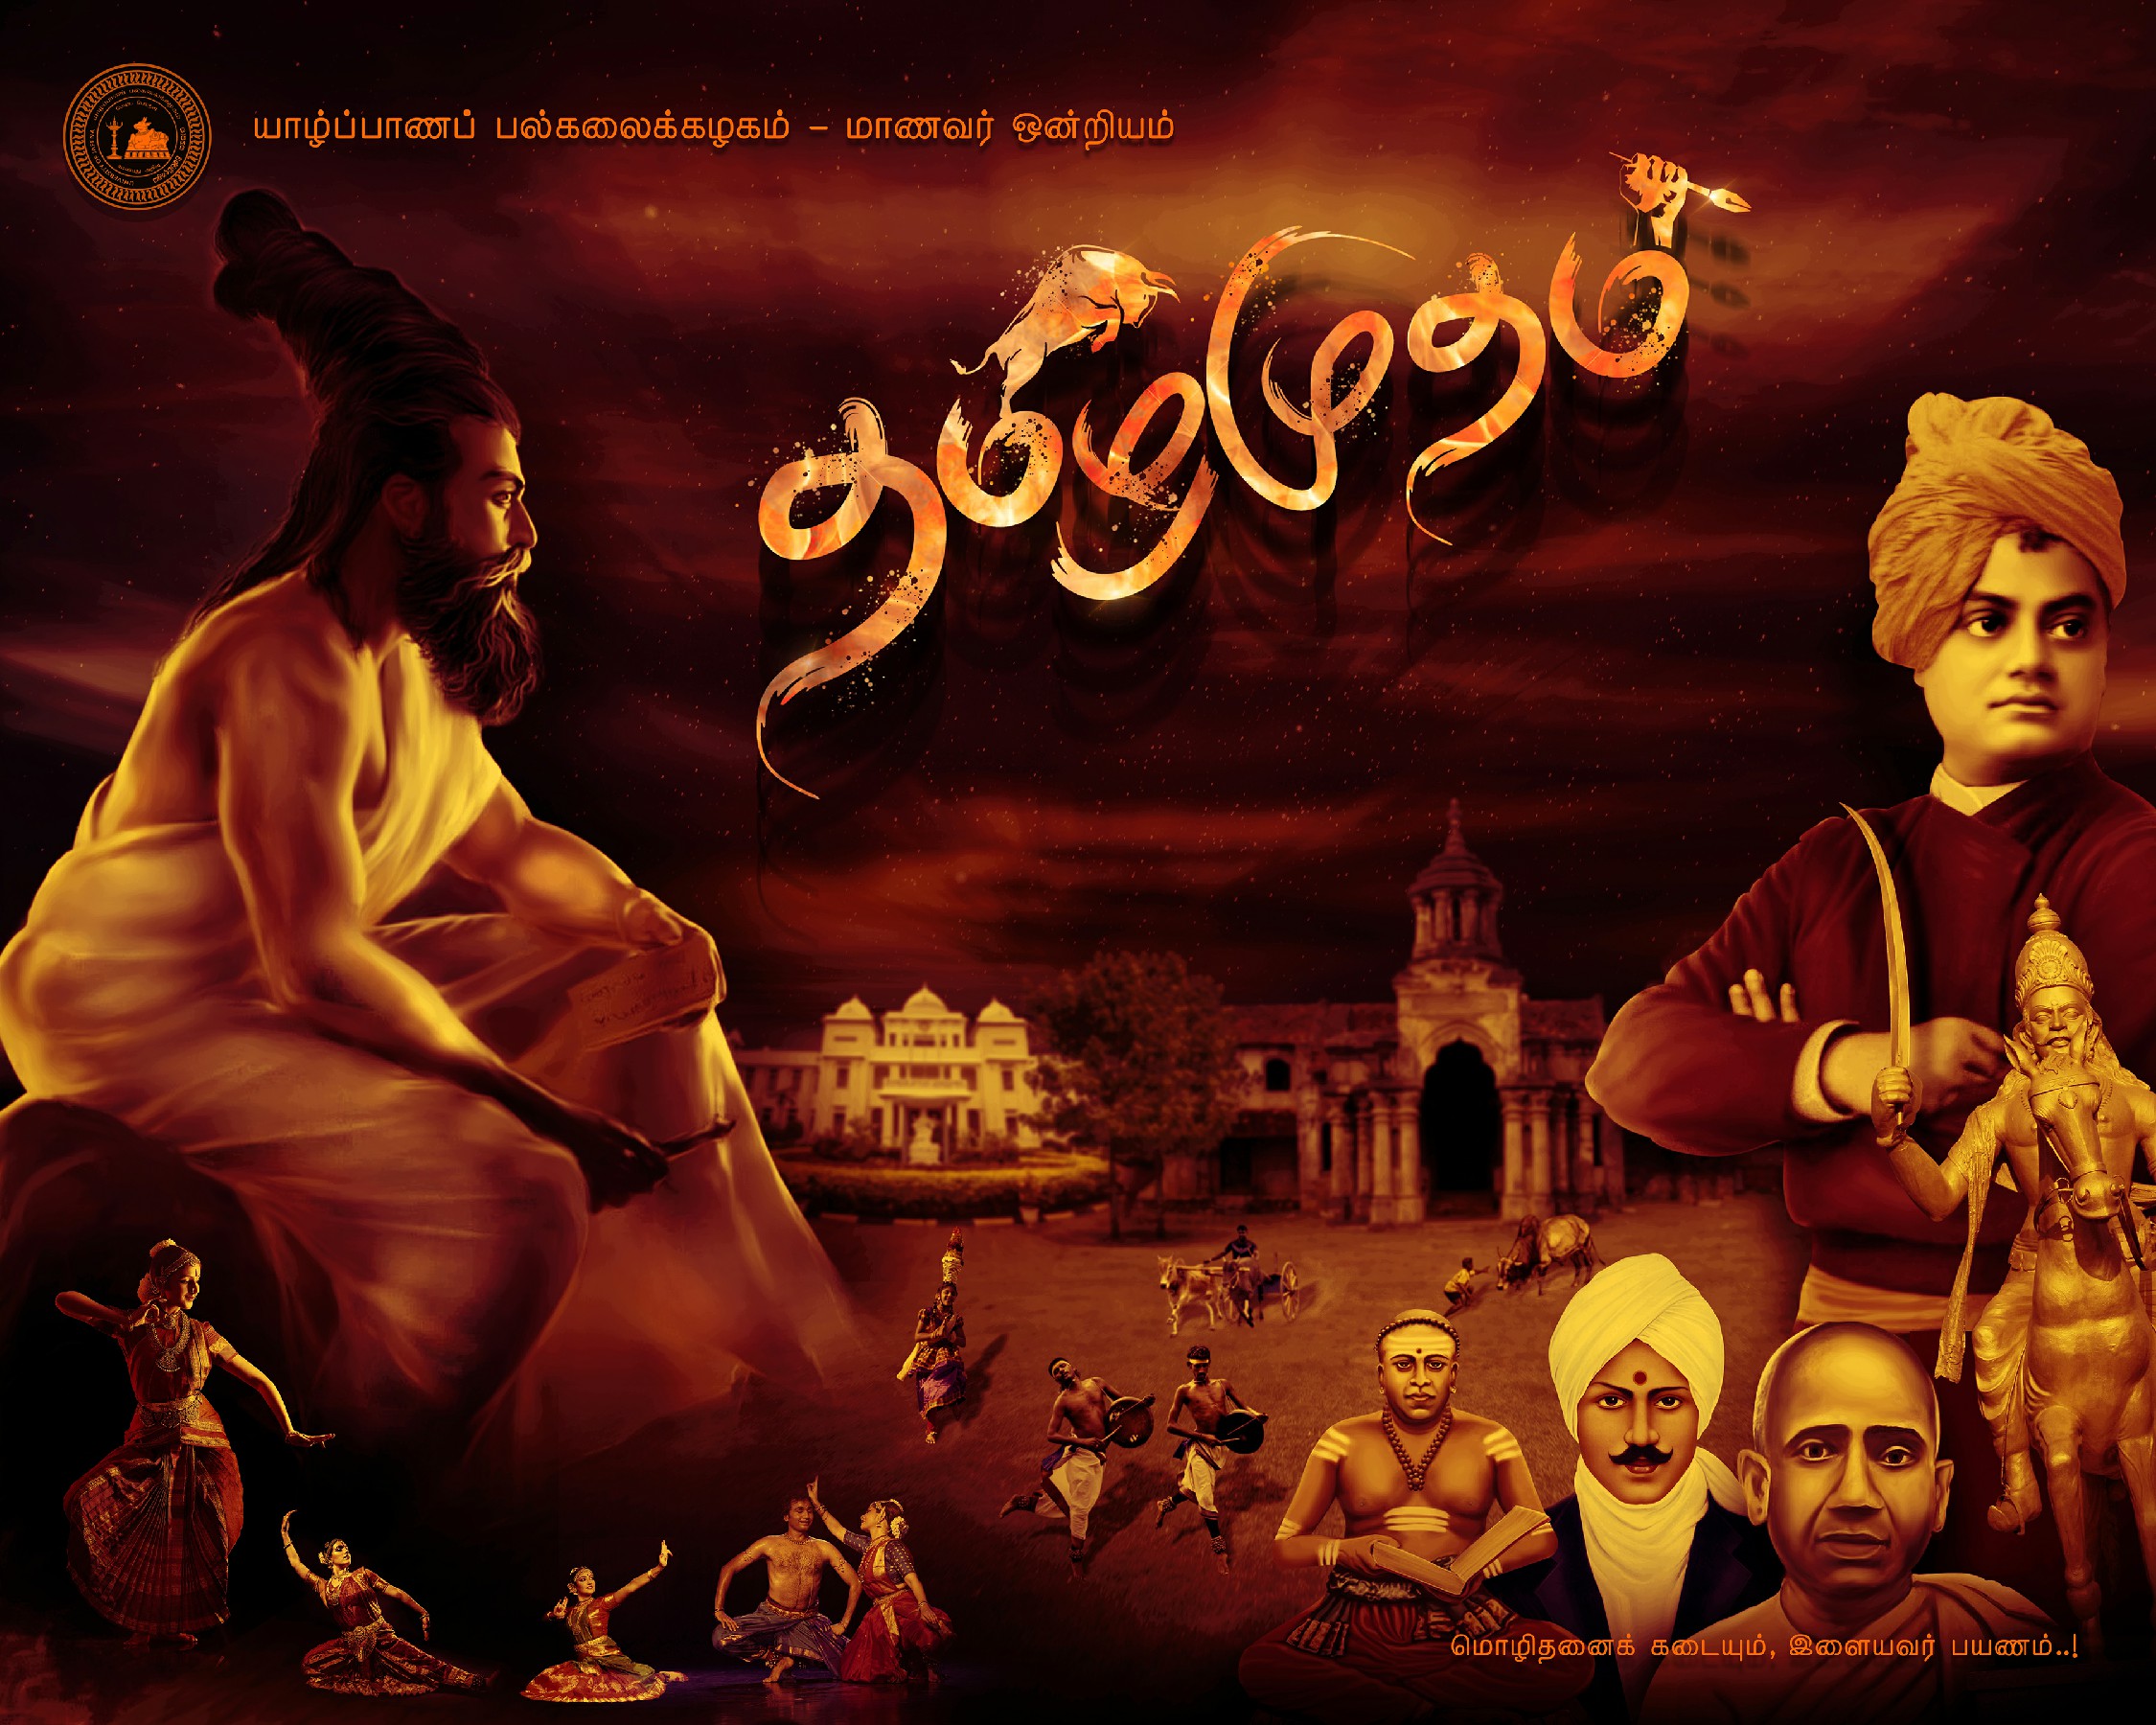 யாழ்ப்பாணப் பல்கலைக்கழகம் – மாணவர் ஒன்றியம்
தமிழமுதம்
மொழிதனைக் கடையும், இளையவர் பயணம்..!